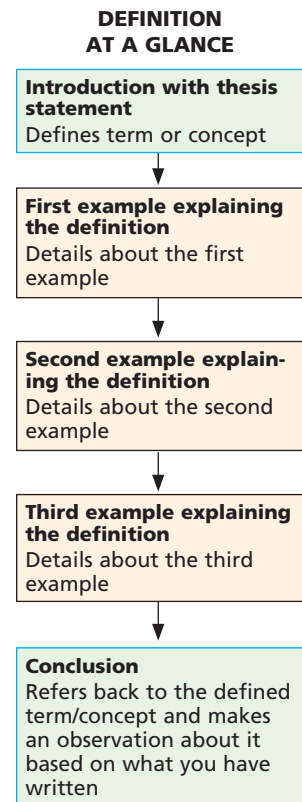 DEFINITION
AT A GLANCE
Introduction with thesis
statement
Defines term or concept
First example explaining
the definition
Details about the first
example
Second example explain-
ing the definition
Details about the second
example
Third example explaining
the definition
Details about the third
example
Conclusion
Refers back to the defined
term/concept and makes
an observation about it
based on what you have
written